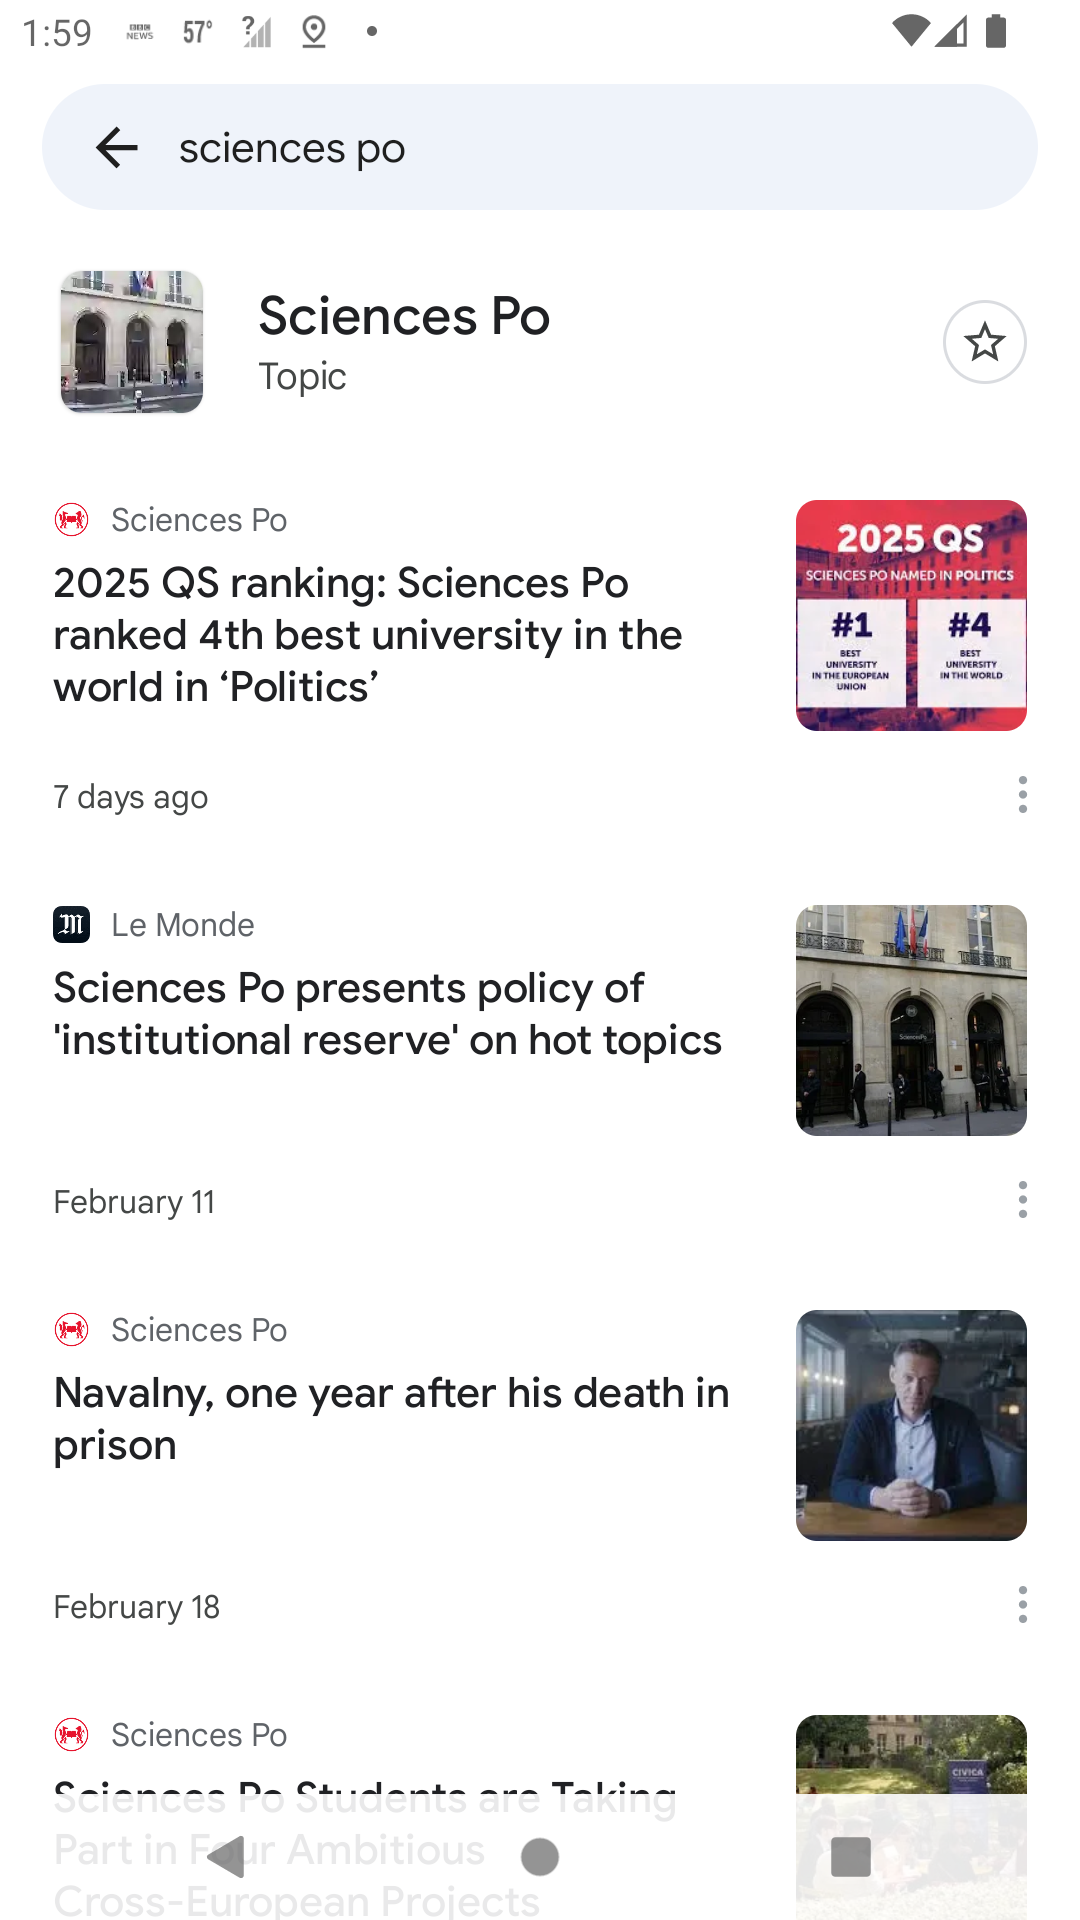 1:59
BBC
NEWS
57°
?
sciences po
Sciences Po
Topic
Sciences Po
2025 QS ranking: Sciences Po
ranked 4th best university in the
world in ‘Politics’
2025 QS
SCIENCES PO NAMED IN POLITICS
#1
BEST
UNIVERSITY
IN THE EUROPEAN
UNION
#4
BEST
UNIVERSITY
IN THE WORLD
7 days ago
Le Monde
Sciences Po presents policy of
'institutional reserve' on hot topics
SciencesPo
February 11
Sciences Po
Navalny, one year after his death in
prison
February 18
Sciences Po
Sciences Po Students are Taking
Part in Four Ambitious
Cross-European Projects
CIVICA